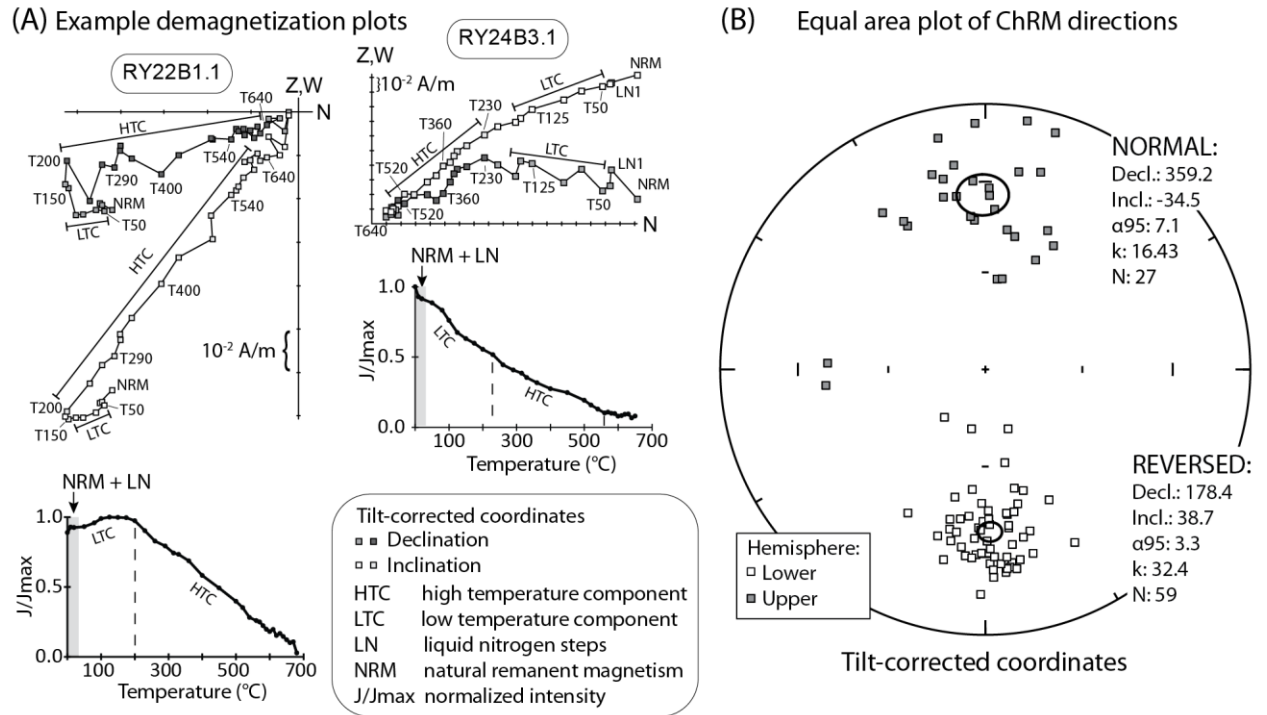 (A) Example demagnetization plots
RY22B1.1
Z,W
N
T640
HTC
T200
T150
T290
T400
T540
NRM
T50
LTC
T640
T540
HTC
T400
T290
NRM
T200
T50
T150
LTC
10⁻² A/m
RY24B3.1
Z,W
10⁻² A/m
NRM
LTC
LN1
T50
T125
T230
T360
HTC
T520
LTC
LN1
NRM
T230
T125
T50
T360
T520
T640
N
NRM + LN
1.0
0.5
0.0
J/Jmax
LTC
HTC
100
300
500
700
Temperature (°C)
NRM + LN
1.0
0.5
0.0
J/Jmax
LTC
HTC
100
300
500
700
Temperature (°C)
Tilt-corrected coordinates
Declination
Inclination
HTC high temperature component
LTC low temperature component
LN liquid nitrogen steps
NRM natural remanent magnetism
J/Jmax normalized intensity
(B) Equal area plot of ChRM directions
NORMAL:
Decl.: 359.2
Incl.: -34.5
α95: 7.1
k: 16.43
N: 27
REVERSED:
Decl.: 178.4
Incl.: 38.7
α95: 3.3
k: 32.4
N: 59
Hemisphere:
Lower
Upper
Tilt-corrected coordinates